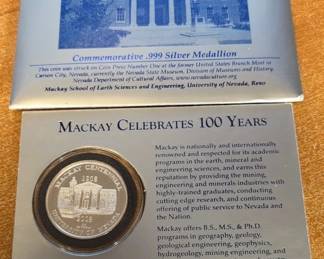 Commemorative .999 Silver Medallion
This coin was struck on Coin Press Number One at the former United States Branch Mint in
Carson City, Nevada, currently the Nevada State Museum, Division of Museums and History,
Nevada Department of Cultural Affairs, www.nevadaculture.org
Mackay School of Earth Sciences and Engineering, University of Nevada, Reno
MACKAY CELEBRATES 100 YEARS
Mackay is nationally and internationally
renowned and respected for its academic
programs in the earth, mineral and
engineering sciences, and earns this
reputation by providing the mining,
engineering and minerals industries with
highly-trained graduates, conducting
cutting edge research, and continuous
offering of public service to Nevada and
the Nation.
Mackay offers B.S., M.S., & Ph.D.
programs in geography, geology,
geological engineering, geophysics,
hydrogeology, mining engineering, and
MACKAY CENTENNIAL
1908
2008